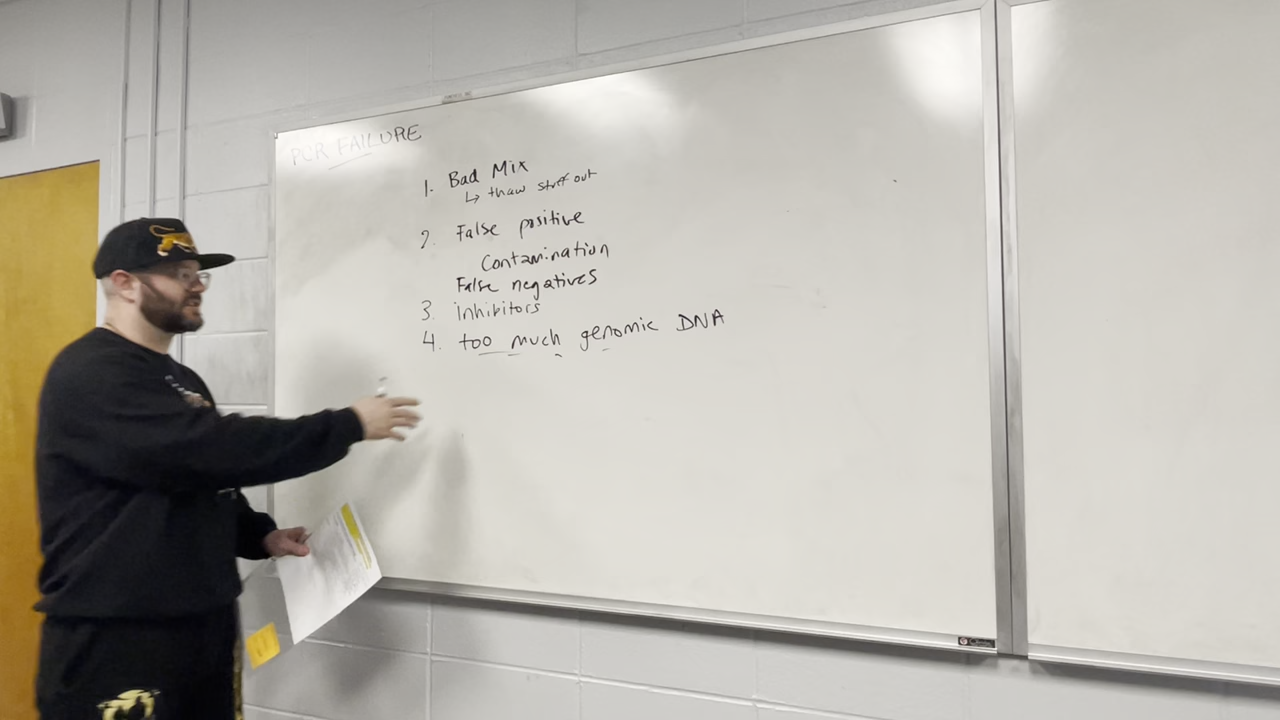 PCR FAILURE
1. Bad Mix
↳ thaw stuff out
2. False positive
Contamination
False negatives
3. inhibitors
4. too much genomic DNA